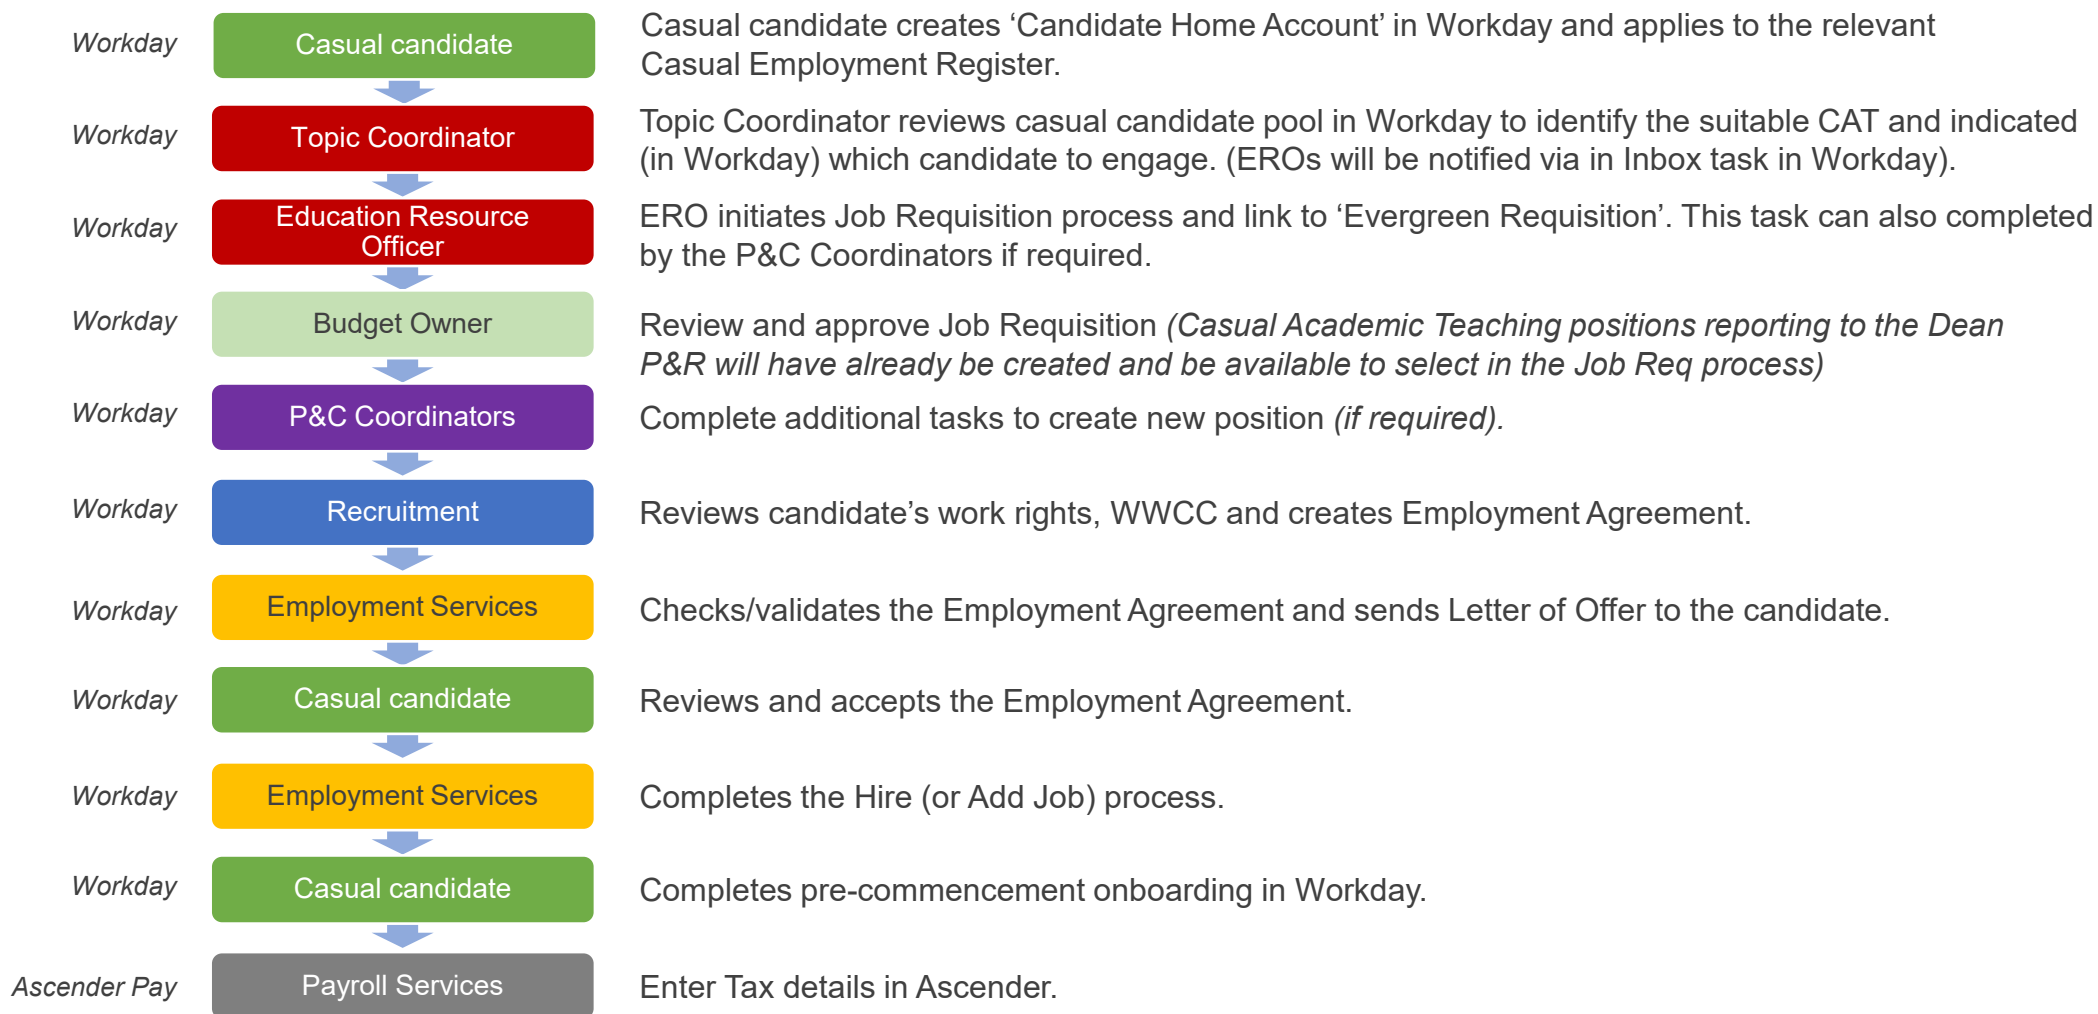 Workday
Casual candidate
Casual candidate creates ‘Candidate Home Account’ in Workday and applies to the relevant
Casual Employment Register.
Workday
Topic Coordinator
Topic Coordinator reviews casual candidate pool in Workday to identify the suitable CAT and indicated
(in Workday) which candidate to engage. (EROs will be notified via in Inbox task in Workday).
Workday
Education Resource
Officer
ERO initiates Job Requisition process and link to ‘Evergreen Requisition’. This task can also completed
by the P&C Coordinators if required.
Workday
Budget Owner
Review and approve Job Requisition (Casual Academic Teaching positions reporting to the Dean
P&R will have already be created and be available to select in the Job Req process)
Workday
P&C Coordinators
Complete additional tasks to create new position (if required).
Workday
Recruitment
Reviews candidate’s work rights, WWCC and creates Employment Agreement.
Workday
Employment Services
Checks/validates the Employment Agreement and sends Letter of Offer to the candidate.
Workday
Casual candidate
Reviews and accepts the Employment Agreement.
Workday
Employment Services
Completes the Hire (or Add Job) process.
Workday
Casual candidate
Completes pre-commencement onboarding in Workday.
Ascender Pay
Payroll Services
Enter Tax details in Ascender.